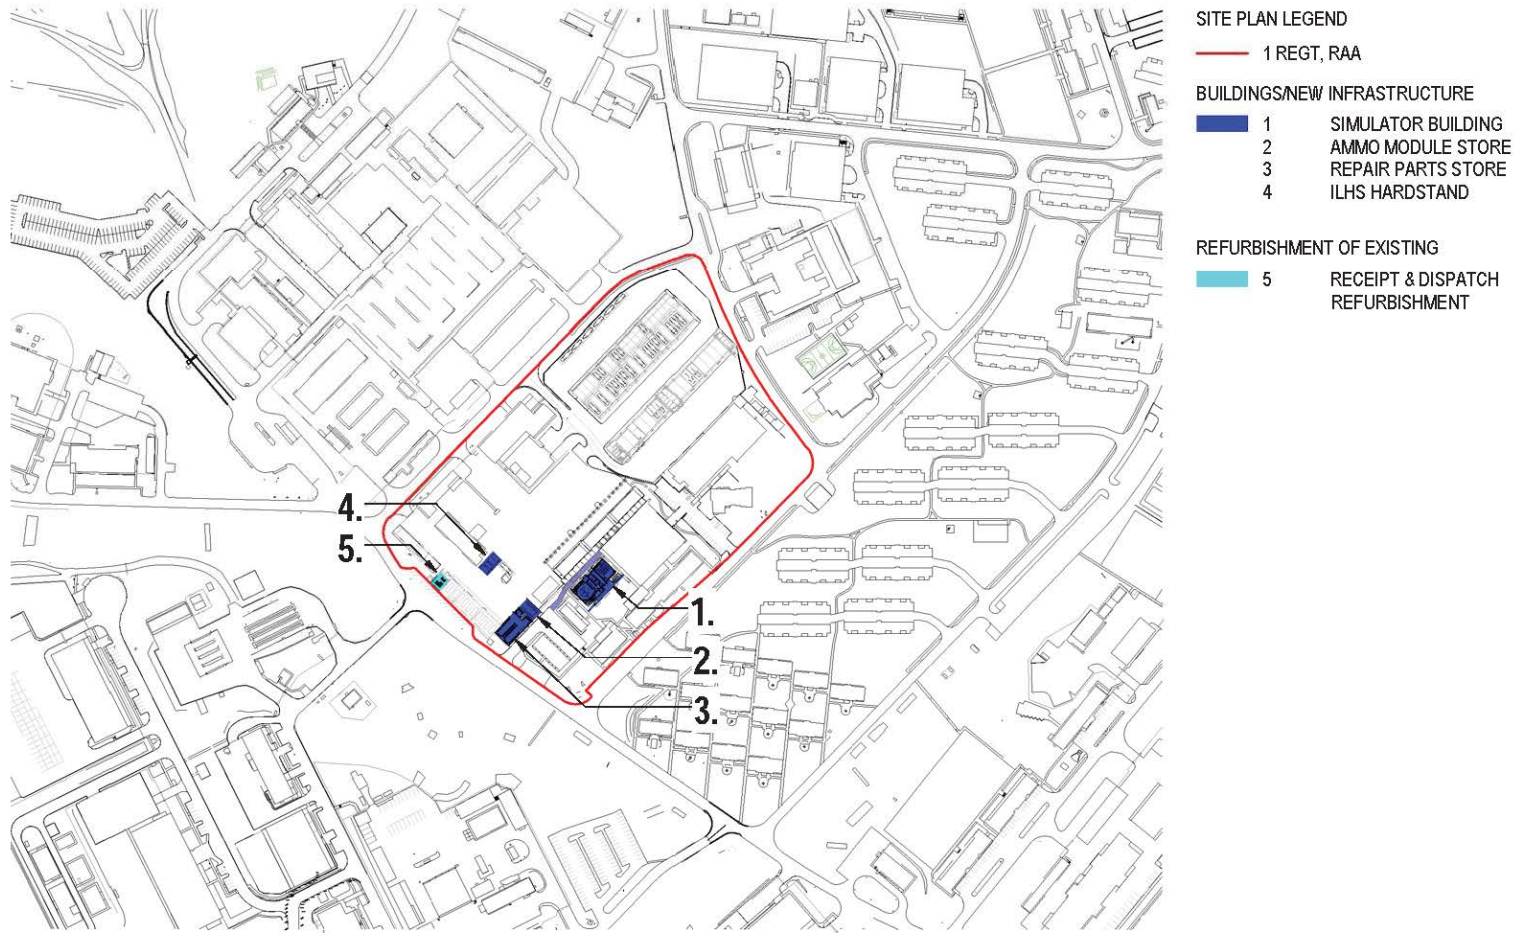 SITE PLAN LEGEND
1 REGT, RAA
BUILDINGS/NEW INFRASTRUCTURE
1 SIMULATOR BUILDING
2 AMMO MODULE STORE
3 REPAIR PARTS STORE
4 ILHS HARDSTAND
REFURBISHMENT OF EXISTING
5 RECEIPT & DISPATCH
REFURBISHMENT
4.
5.
1.
2.
3.